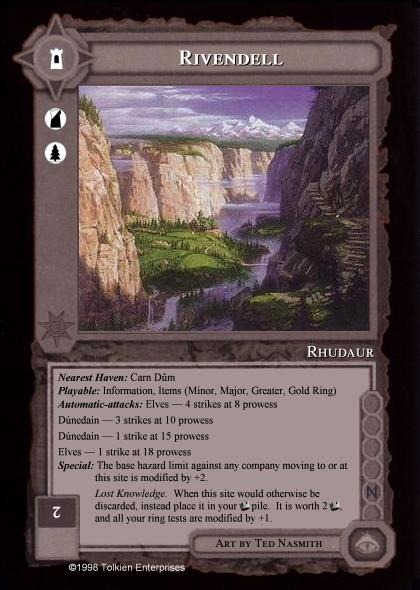 RIVENDELL
RHUDAUR
Nearest Haven: Carn Dûm
Playable: Information, Items (Minor, Major, Greater, Gold Ring)
Automatic-attacks: Elves — 4 strikes at 8 prowess
Dúnedain — 3 strikes at 10 prowess
Dúnedain — 1 strike at 15 prowess
Elves — 1 strike at 18 prowess
Special: The base hazard limit against any company moving to or at
this site is modified by +2.
Lost Knowledge. When this site would otherwise be
discarded, instead place it in your pile. It is worth 2 ,
and all your ring tests are modified by +1.
2
ART BY TED NASMITH
©1998 Tolkien Enterprises